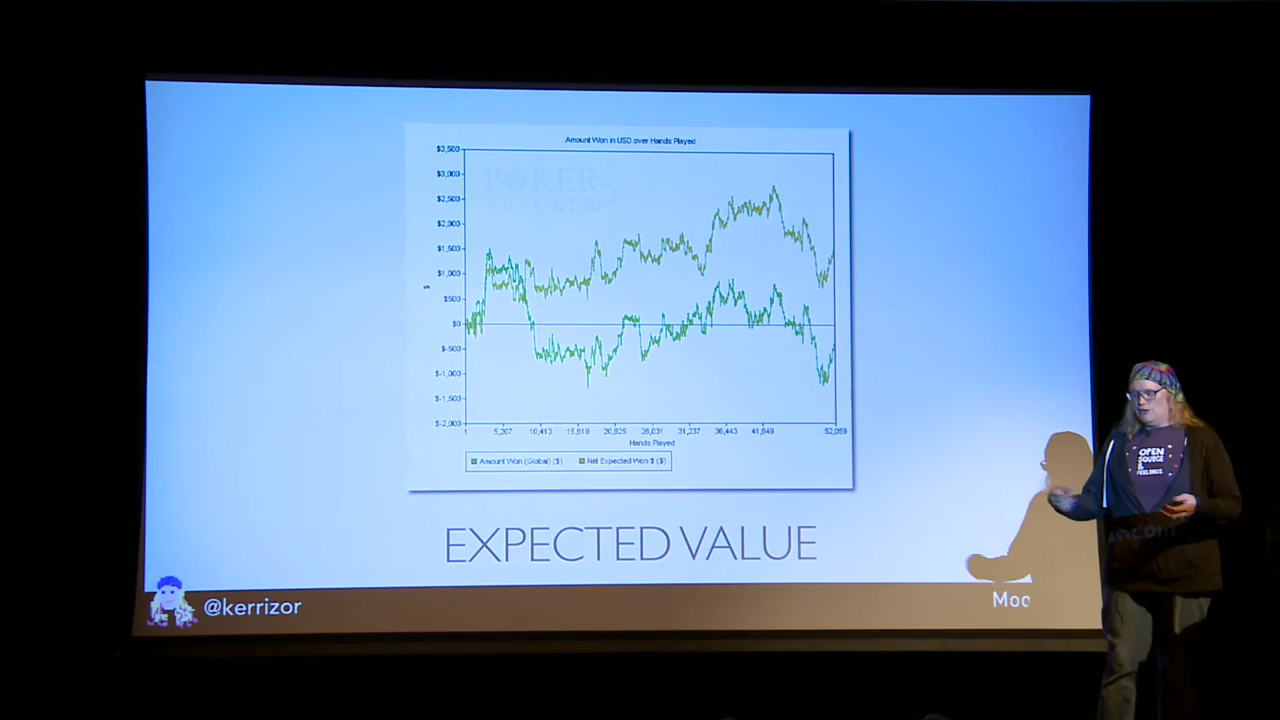 Amount Won in USD over Hands Played
$3,500
$3,000
$2,500
$2,000
$1,500
$1,000
$500
$0
$-500
$-1,000
$-1,500
$-2,000
$
POKER
TRACKER
1 5,207 10,413 15,619 20,825 26,031 31,237 36,443 41,649 52,059
Hands Played
Amount Won (Global) ($) Net Expected Won $ ($)
EXPECTED VALUE
@kerrizor
Moc
OPEN
SOURCE
&
FEELINGS